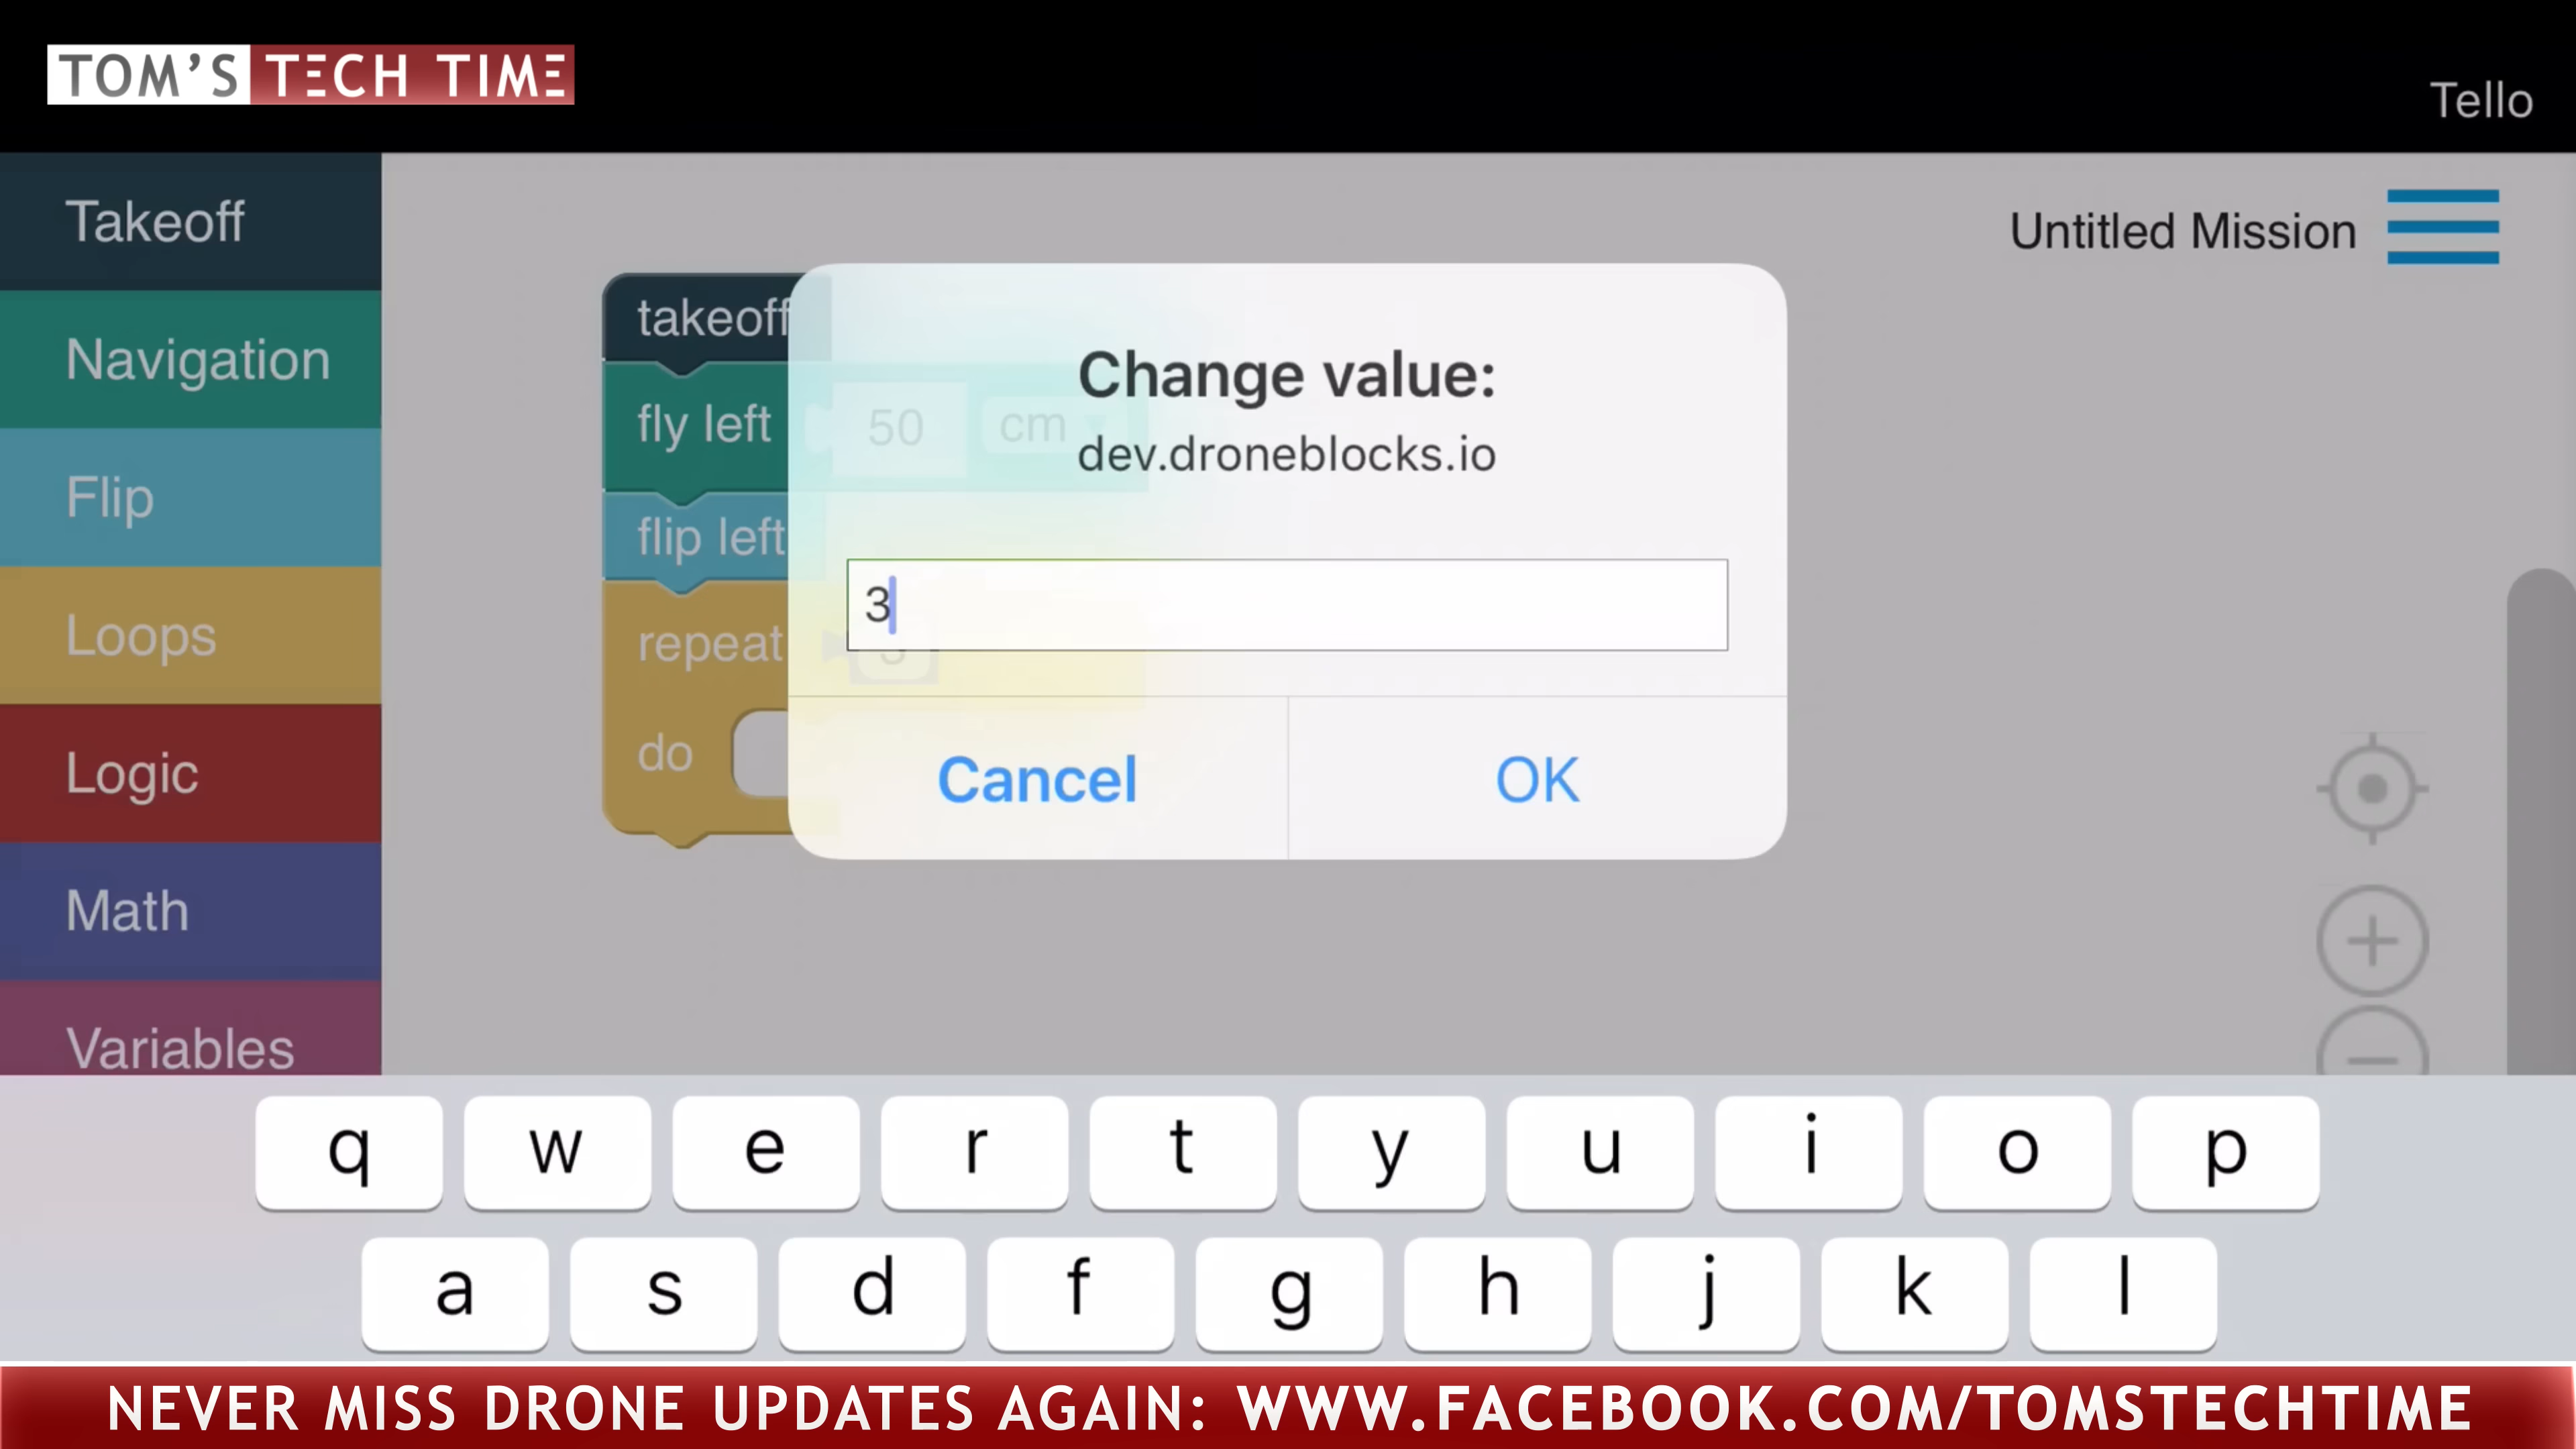 TOM'S TECH TIME
Tello
Takeoff
Navigation
Flip
Loops
Logic
Math
Variables
Untitled Mission
takeoff
fly left 50 cm
flip left
repeat 3
do
Change value:
dev.droneblocks.io
3
Cancel OK
q w e r t y u i o p
a s d f g h j k l
NEVER MISS DRONE UPDATES AGAIN: WWW.FACEBOOK.COM/TOMSTECHTIME